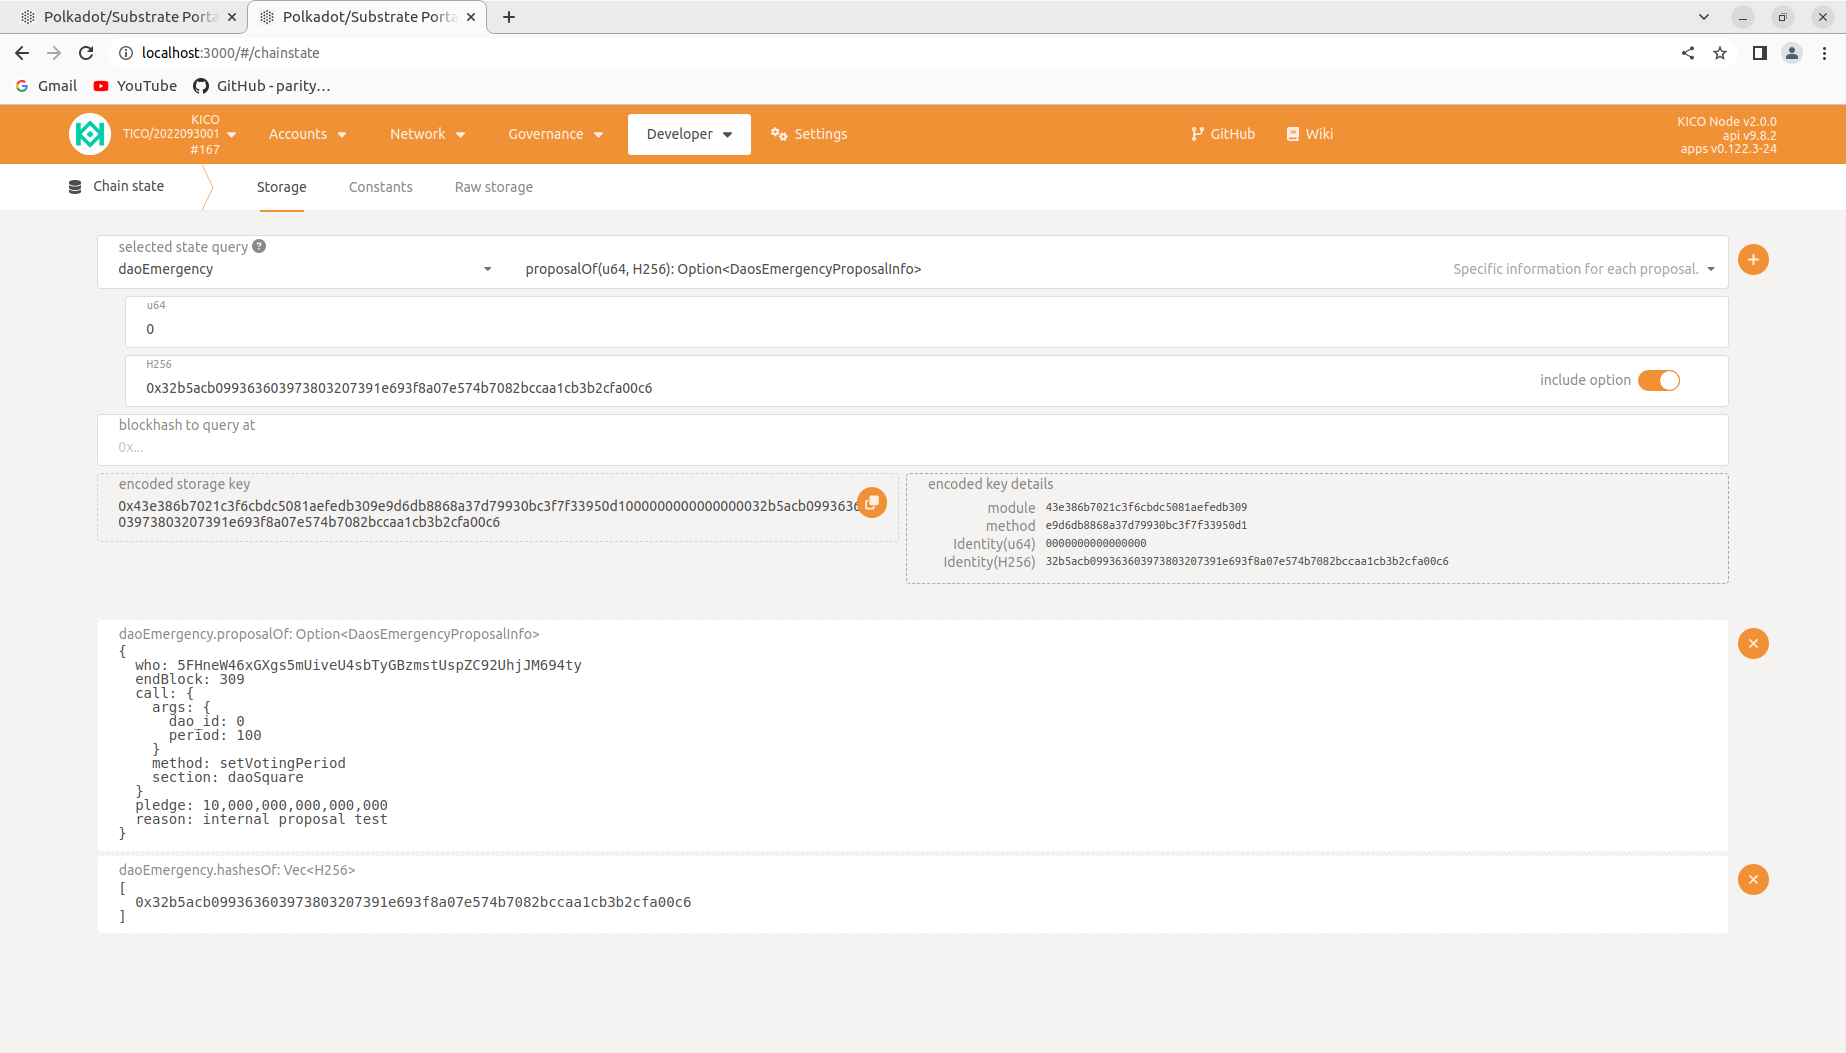 Polkadot/Substrate Porta
Polkadot/Substrate Porta
localhost:3000/#/chainstate
Gmail
YouTube
GitHub - parity…
KICO
TICO/2022093001
#167
Accounts
Network
Governance
Developer
Settings
GitHub
Wiki
KICO Node v2.0.0
api v9.8.2
apps v0.122.3-24
Chain state
Storage
Constants
Raw storage
selected state query
daoEmergency
proposalOf(u64, H256): Option<DaosEmergencyProposalInfo>
Specific information for each proposal.
u64
0
H256
0x32b5acb099363603973803207391e693f8a07e574b7082bccaa1cb3b2cfa00c6
include option
blockhash to query at
0x...
encoded storage key
0x43e386b7021c3f6cbdc5081aefedb309e9d6db8868a37d79930bc3f7f33950d1000000000000000032b5acb0993636
03973803207391e693f8a07e574b7082bccaa1cb3b2cfa00c6
encoded key details
module 43e386b7021c3f6cbdc5081aefedb309
method e9d6db8868a37d79930bc3f7f33950d1
Identity(u64) 0000000000000000
Identity(H256) 32b5acb099363603973803207391e693f8a07e574b7082bccaa1cb3b2cfa00c6
daoEmergency.proposalOf: Option<DaosEmergencyProposalInfo>
{
who: 5FHneW46xGXgs5mUiveU4sbTyGBzmstUspZC92UhjJM694ty
endBlock: 309
call: {
args: {
dao_id: 0
period: 100
}
method: setVotingPeriod
section: daoSquare
}
pledge: 10,000,000,000,000,000
reason: internal proposal test
}
daoEmergency.hashesOf: Vec<H256>
[
0x32b5acb099363603973803207391e693f8a07e574b7082bccaa1cb3b2cfa00c6
]